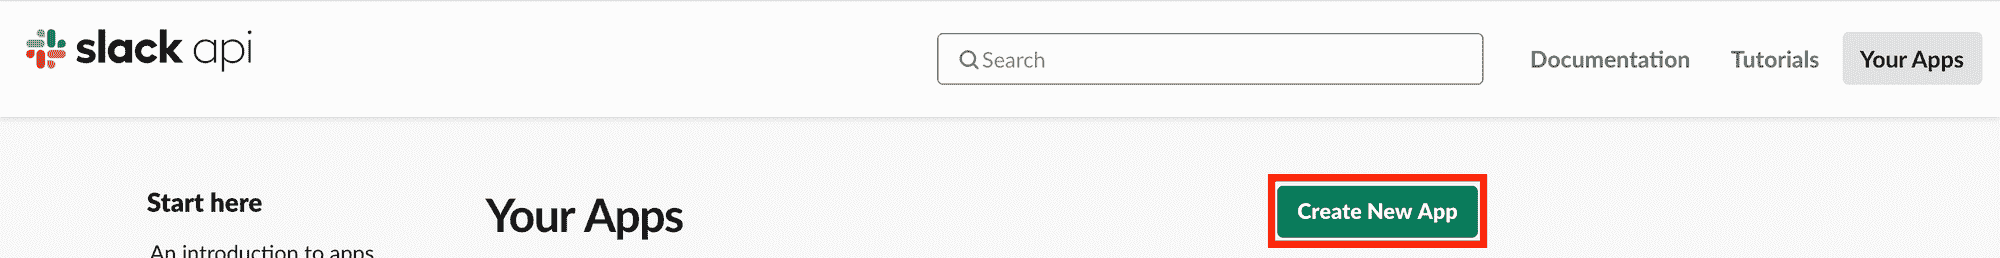 slack api
Search
Documentation
Tutorials
Your Apps
Start here
Your Apps
Create New App
An introduction to apps